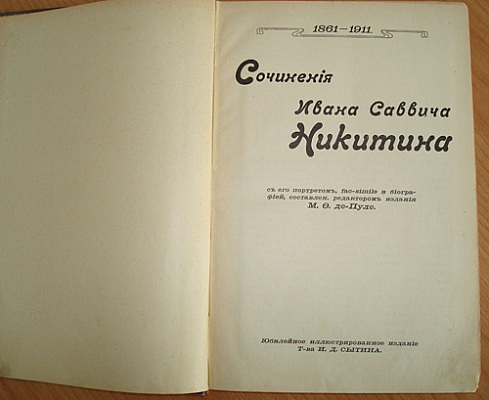 1861—1911.
Сочиненія
Ивана Саввича
Никитина
съ его портретомъ, fac-simile и біогра-
фіей, составлен. редакторомъ изданія
М. Ѳ. де-Пуле.
Юбилейное иллюстрированное изданіе
Т-ва И. Д. СЫТИНА.